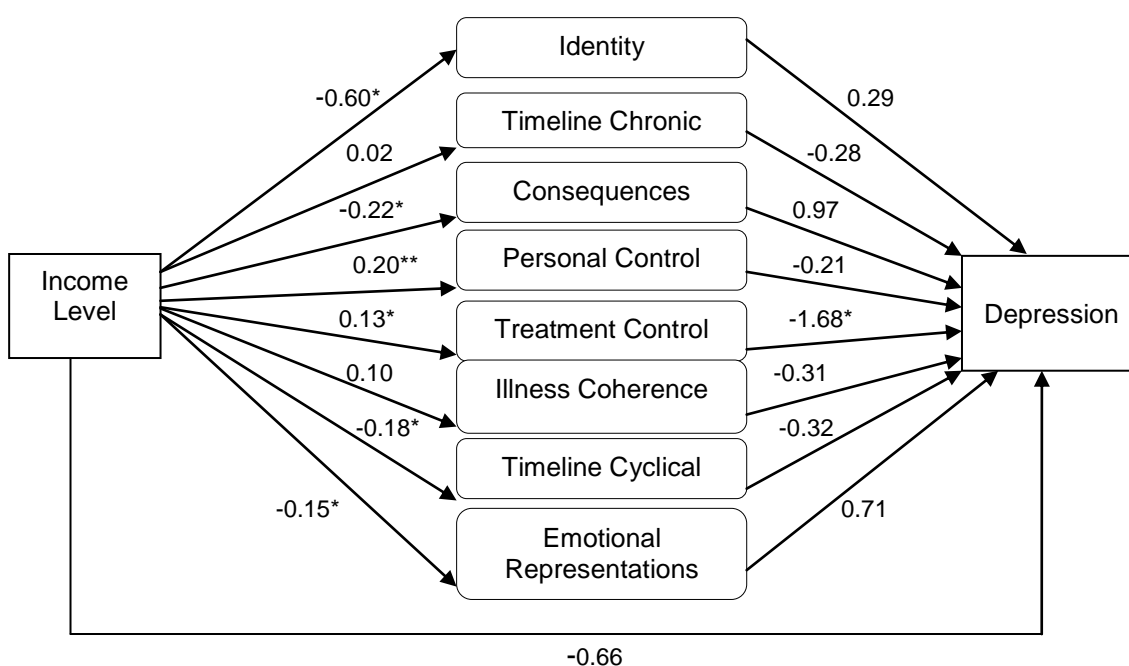 Identity
-0.60*
0.29
Timeline Chronic
0.02
-0.28
Consequences
-0.22*
0.97
Income
Level
0.20**
Personal Control
-0.21
Depression
0.13*
Treatment Control
-1.68*
0.10
Illness Coherence
-0.31
-0.18*
Timeline Cyclical
-0.32
-0.15*
Emotional
Representations
0.71
-0.66